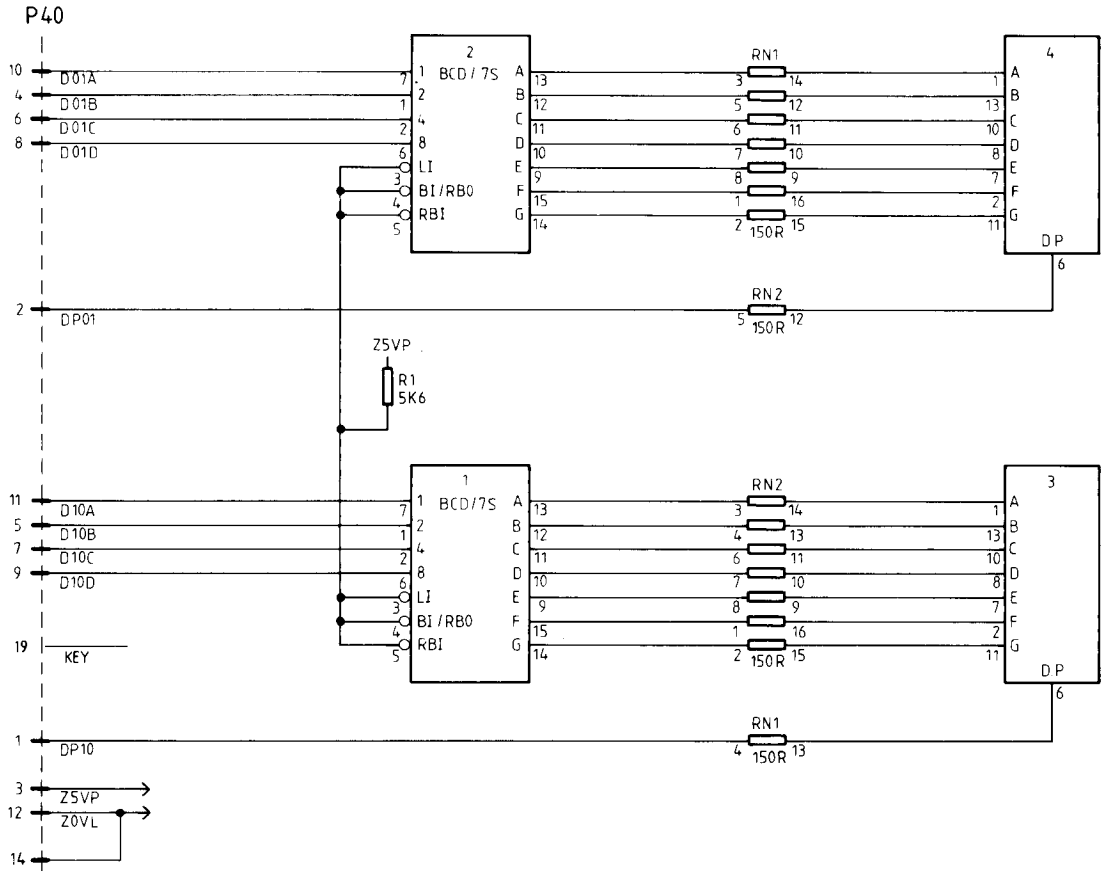 P40
2 4
10 D01A 1 BCD/7S A RN1 A
7 13 3 14 1
4 D01B 2 B B
1 12 5 12 13
6 D01C 4 C C
2 11 6 11 10
8 D01D 8 D D
6 10 7 10 8
LI E E
3 9 8 9 7
BI/RBO F F
4 15 1 16 2
RBI G G
5 14 2 150R 15 11
DP
6
2 DP01 RN2
5 150R 12
Z5VP
R1
5K6
1 3
11 D10A 1 BCD/7S A RN2 A
7 13 3 14 1
5 D10B 2 B B
1 12 4 13 13
7 D10C 4 C C
2 11 6 11 10
9 D10D 8 D D
6 10 7 10 8
LI E E
3 9 8 9 7
BI/RBO F F
4 15 1 16 2
19 KEY RBI G G
5 14 2 150R 15 11
D.P
6
1 DP10 RN1
4 150R 13
3 Z5VP
12 Z0VL
14